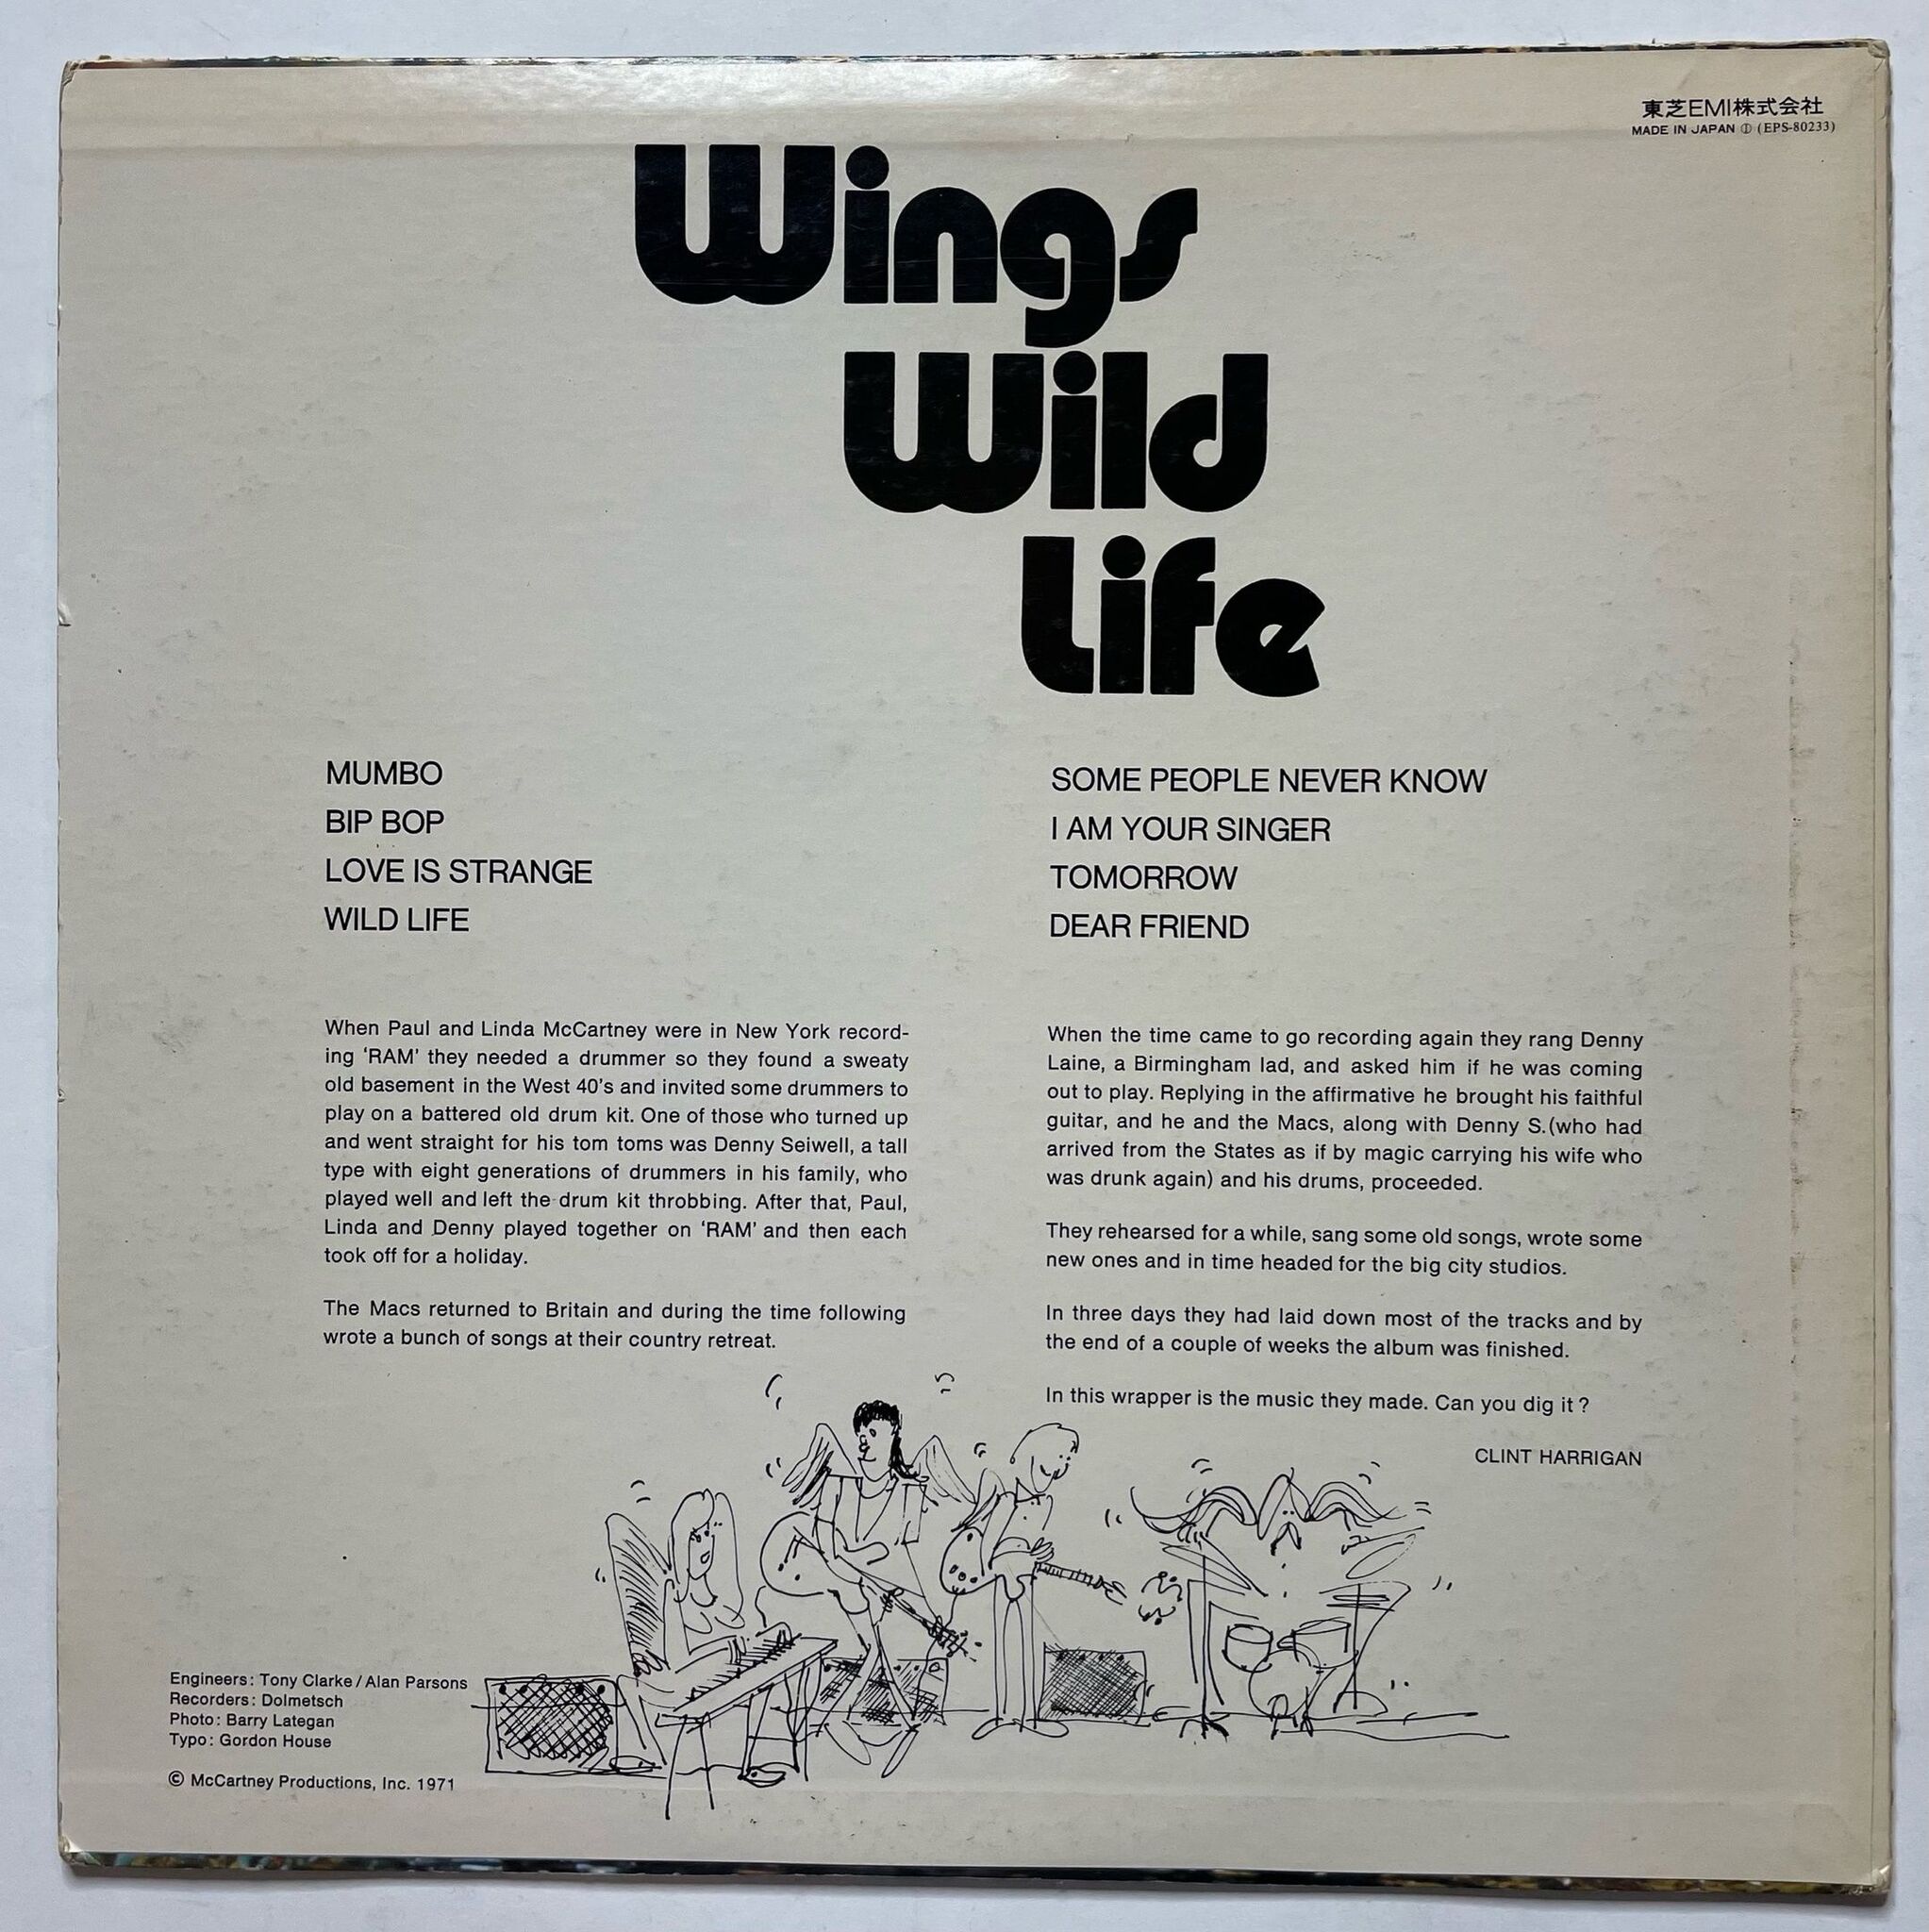 東芝EMI株式会社
MADE IN JAPAN Ⓘ (EPS-80233)
Wings
Wild
Life
MUMBO
BIP BOP
LOVE IS STRANGE
WILD LIFE
SOME PEOPLE NEVER KNOW
I AM YOUR SINGER
TOMORROW
DEAR FRIEND
When Paul and Linda McCartney were in New York record-
ing ‘RAM’ they needed a drummer so they found a sweaty
old basement in the West 40’s and invited some drummers to
play on a battered old drum kit. One of those who turned up
and went straight for his tom toms was Denny Seiwell, a tall
type with eight generations of drummers in his family, who
played well and left the drum kit throbbing. After that, Paul,
Linda and Denny played together on ‘RAM’ and then each
took off for a holiday.
The Macs returned to Britain and during the time following
wrote a bunch of songs at their country retreat.
When the time came to go recording again they rang Denny
Laine, a Birmingham lad, and asked him if he was coming
out to play. Replying in the affirmative he brought his faithful
guitar, and he and the Macs, along with Denny S.(who had
arrived from the States as if by magic carrying his wife who
was drunk again) and his drums, proceeded.
They rehearsed for a while, sang some old songs, wrote some
new ones and in time headed for the big city studios.
In three days they had laid down most of the tracks and by
the end of a couple of weeks the album was finished.
In this wrapper is the music they made. Can you dig it ?
CLINT HARRIGAN
Engineers: Tony Clarke / Alan Parsons
Recorders: Dolmetsch
Photo: Barry Lategan
Typo: Gordon House
© McCartney Productions, Inc. 1971